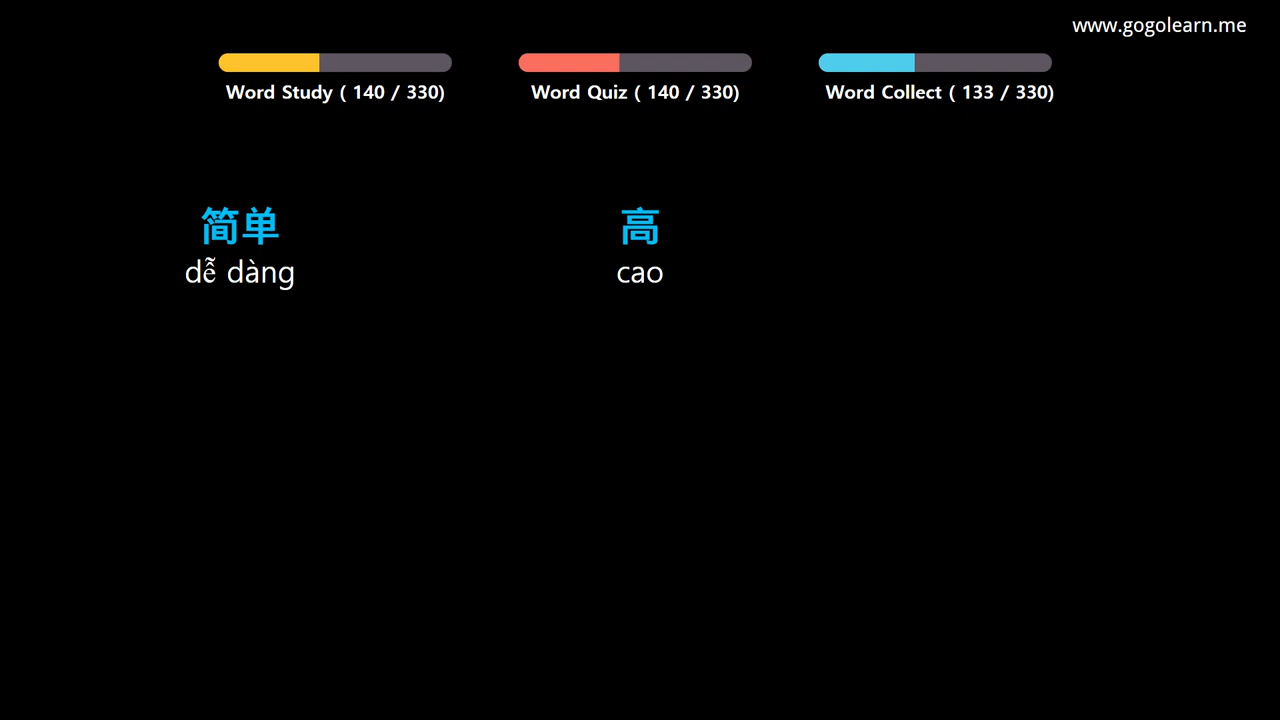 www.gogolearn.me
Word Study ( 140 / 330)
Word Quiz ( 140 / 330)
Word Collect ( 133 / 330)
简单
dễ dàng
高
cao